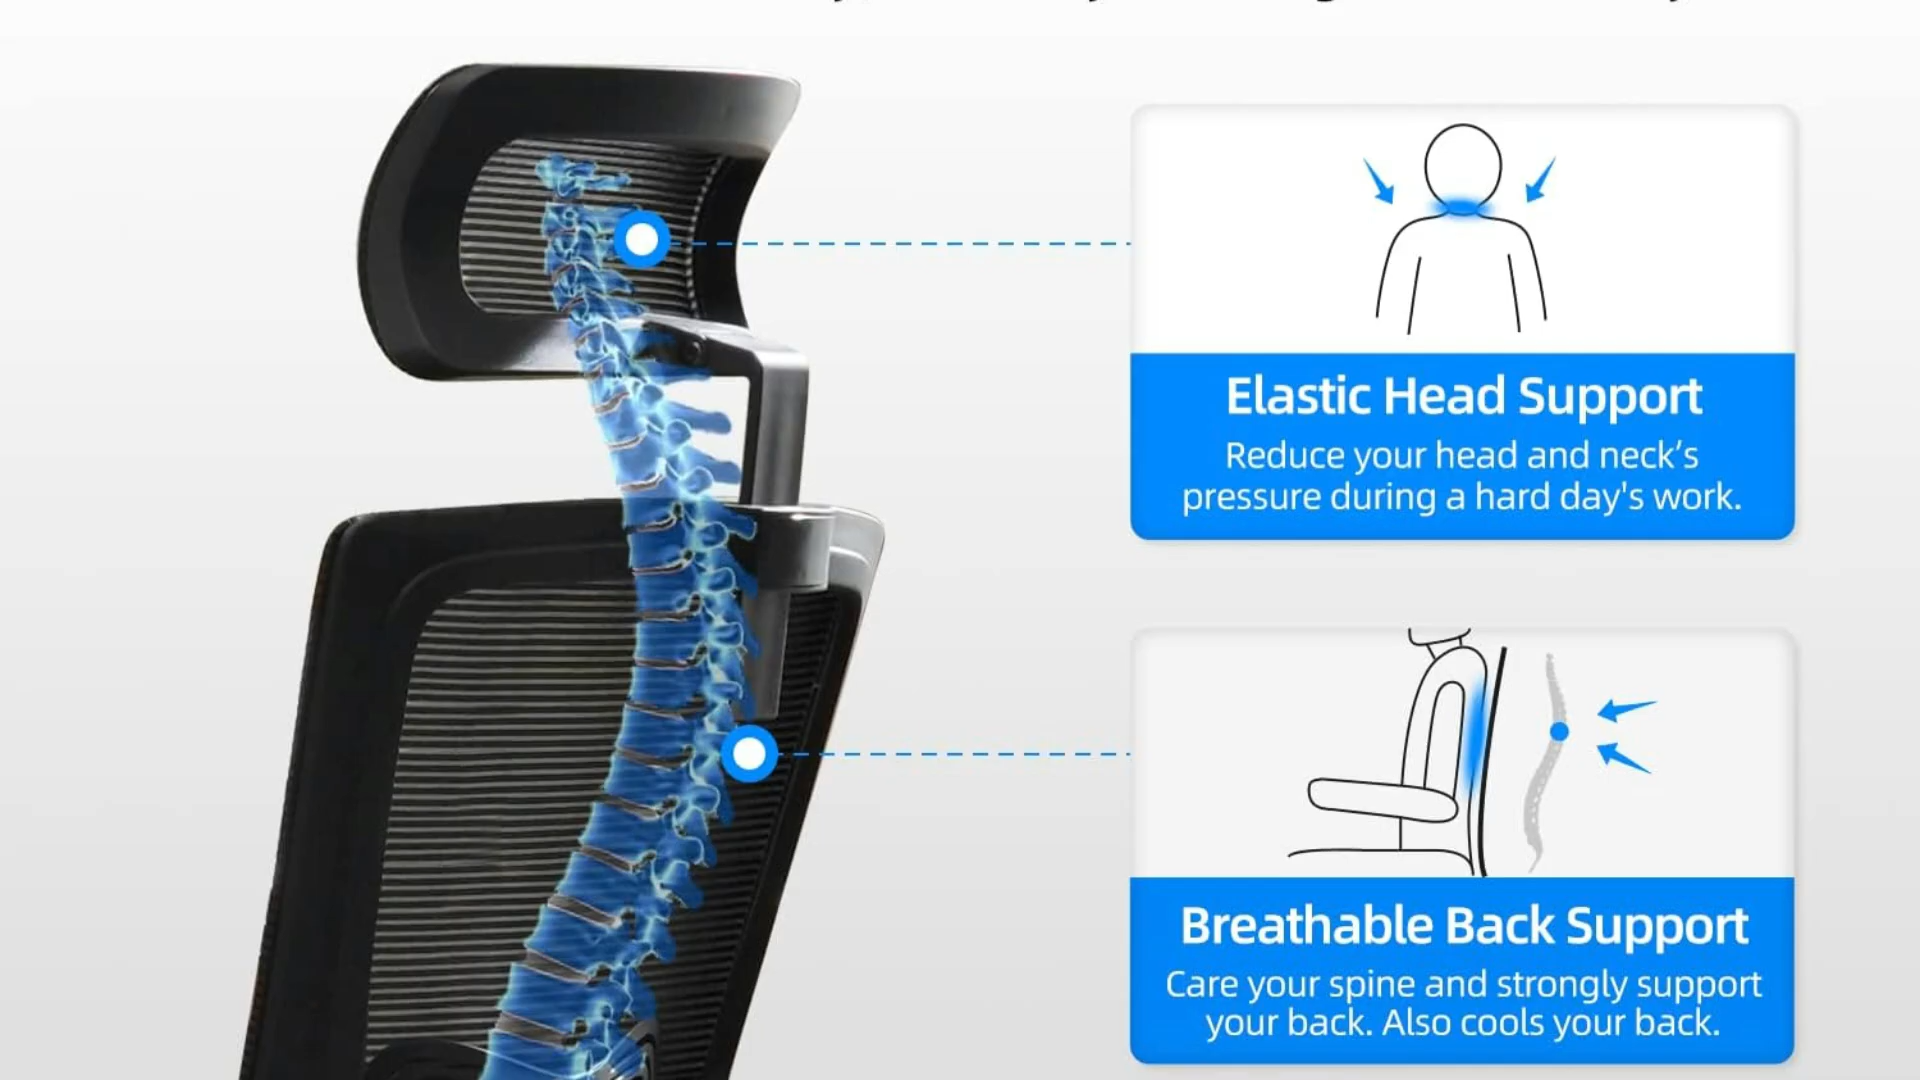 Elastic Head Support
Reduce your head and neck’s
pressure during a hard day's work.
Breathable Back Support
Care your spine and strongly support
your back. Also cools your back.